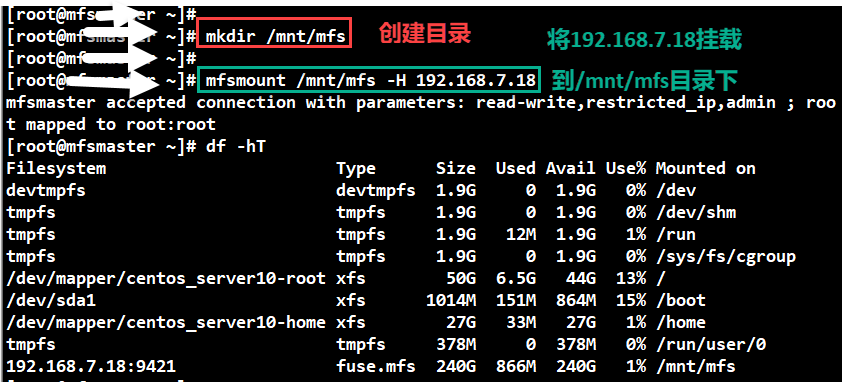 [root@mfsmaster ~]#
[root@mfsmaster ~]# mkdir /mnt/mfs 创建目录 将192.168.7.18挂载
[root@mfsmaster ~]#
[root@mfsmaster ~]# mfsmount /mnt/mfs -H 192.168.7.18 到/mnt/mfs目录下
mfsmaster accepted connection with parameters: read-write,restricted_ip,admin ; roo
t mapped to root:root
[root@mfsmaster ~]# df -hT
Filesystem Type Size Used Avail Use% Mounted on
devtmpfs devtmpfs 1.9G 0 1.9G 0% /dev
tmpfs tmpfs 1.9G 0 1.9G 0% /dev/shm
tmpfs tmpfs 1.9G 12M 1.9G 1% /run
tmpfs tmpfs 1.9G 0 1.9G 0% /sys/fs/cgroup
/dev/mapper/centos_server10-root xfs 50G 6.5G 44G 13% /
/dev/sda1 xfs 1014M 151M 864M 15% /boot
/dev/mapper/centos_server10-home xfs 27G 33M 27G 1% /home
tmpfs tmpfs 378M 0 378M 0% /run/user/0
192.168.7.18:9421 fuse.mfs 240G 866M 240G 1% /mnt/mfs